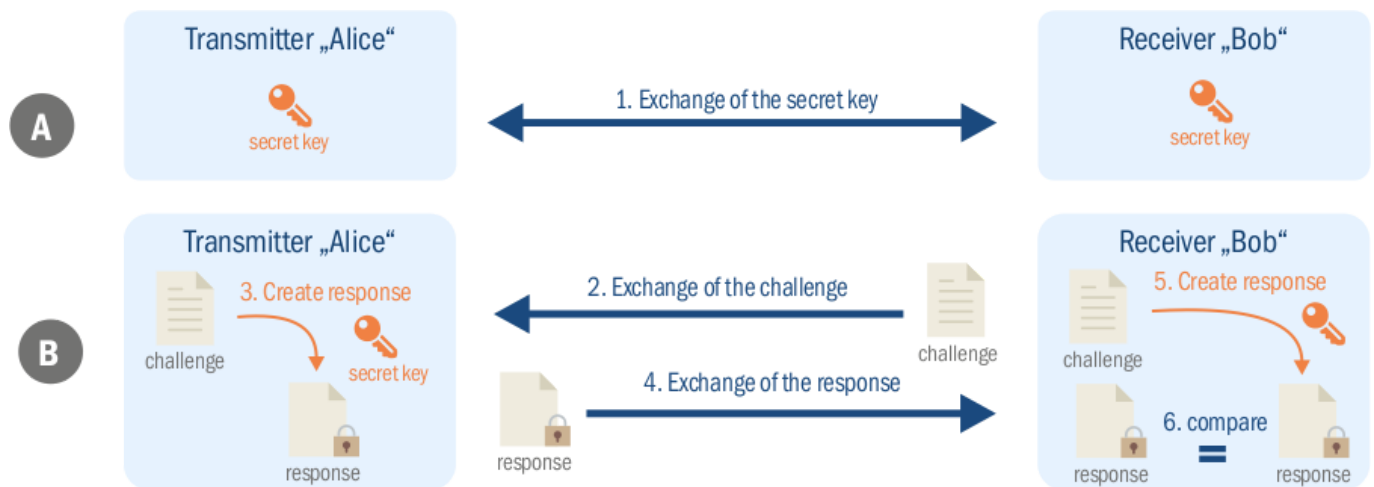 Transmitter „Alice“
Receiver „Bob“
1. Exchange of the secret key
A
secret key
secret key
Transmitter „Alice“
Receiver „Bob“
3. Create response
2. Exchange of the challenge
5. Create response
B
challenge
secret key
challenge
challenge
4. Exchange of the response
6. compare
=
response
response
response
response